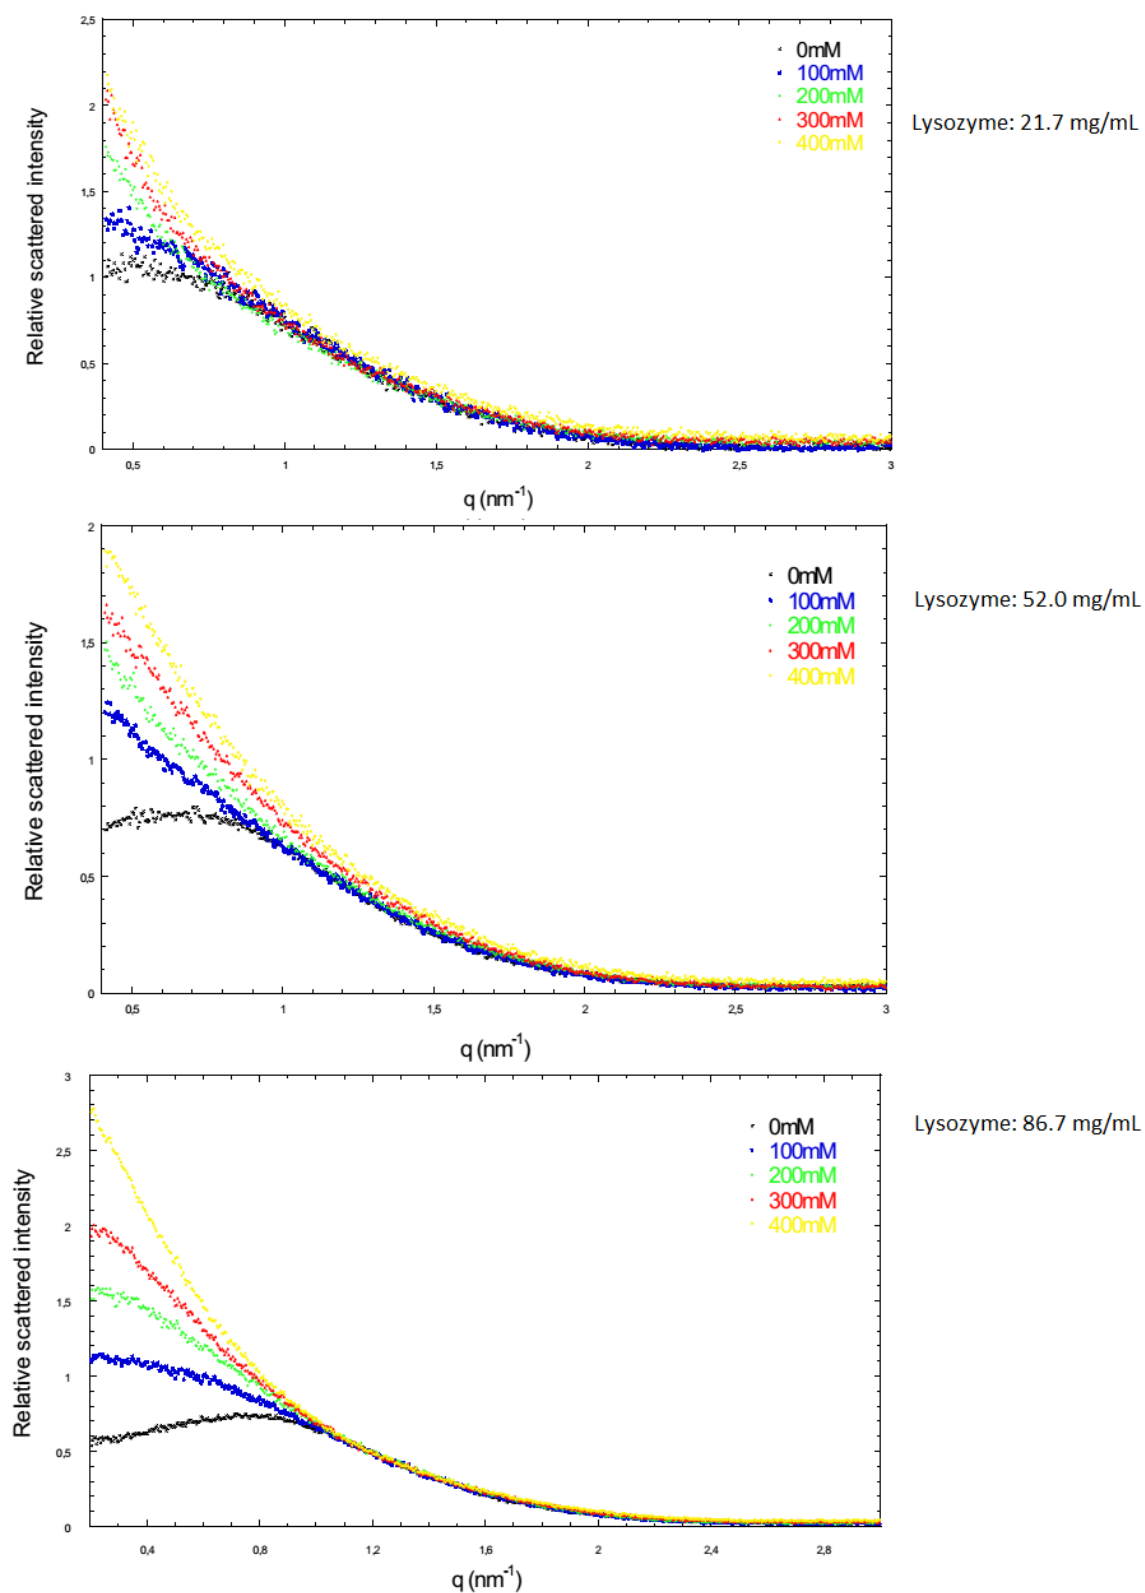 2,5
2
1,5
1
0,5
0
0,5
1
1,5
2
2,5
3
Relative scattered intensity
q (nm-1)
0mM
100mM
200mM
300mM
400mM
Lysozyme: 21.7 mg/mL
2
1,5
1
0,5
0
0,5
1
1,5
2
2,5
3
Relative scattered intensity
q (nm-1)
0mM
100mM
200mM
300mM
400mM
Lysozyme: 52.0 mg/mL
3
2,5
2
1,5
1
0,5
0
0,4
0,8
1,2
1,6
2
2,4
2,8
Relative scattered intensity
q (nm-1)
0mM
100mM
200mM
300mM
400mM
Lysozyme: 86.7 mg/mL